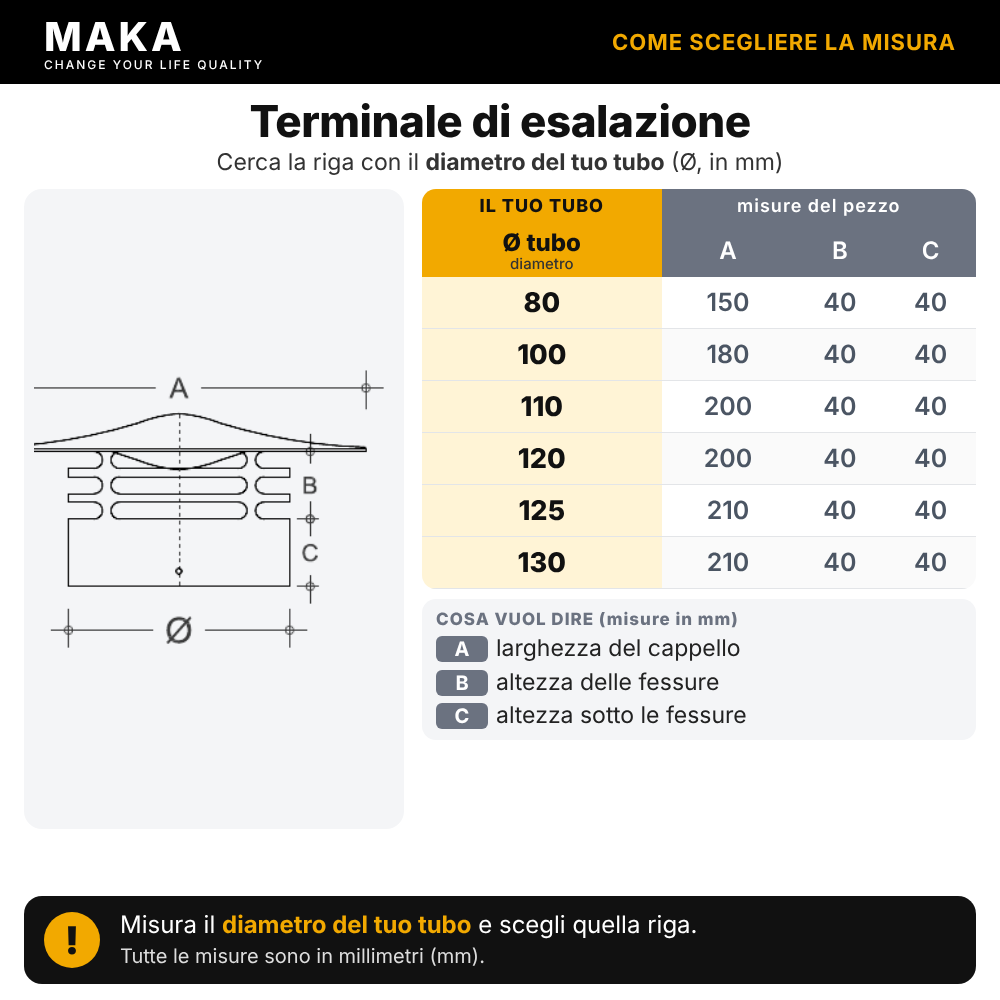 MAKA
CHANGE YOUR LIFE QUALITY
COME SCEGLIERE LA MISURA
Terminale di esalazione
Cerca la riga con il diametro del tuo tubo (Ø, in mm)
A
B
C
Ø
IL TUO TUBO misure del pezzo
Ø tubo A B C
diametro
80 150 40 40
100 180 40 40
110 200 40 40
120 200 40 40
125 210 40 40
130 210 40 40
COSA VUOL DIRE (misure in mm)
A larghezza del cappello
B altezza delle fessure
C altezza sotto le fessure
! Misura il diametro del tuo tubo e scegli quella riga.
Tutte le misure sono in millimetri (mm).